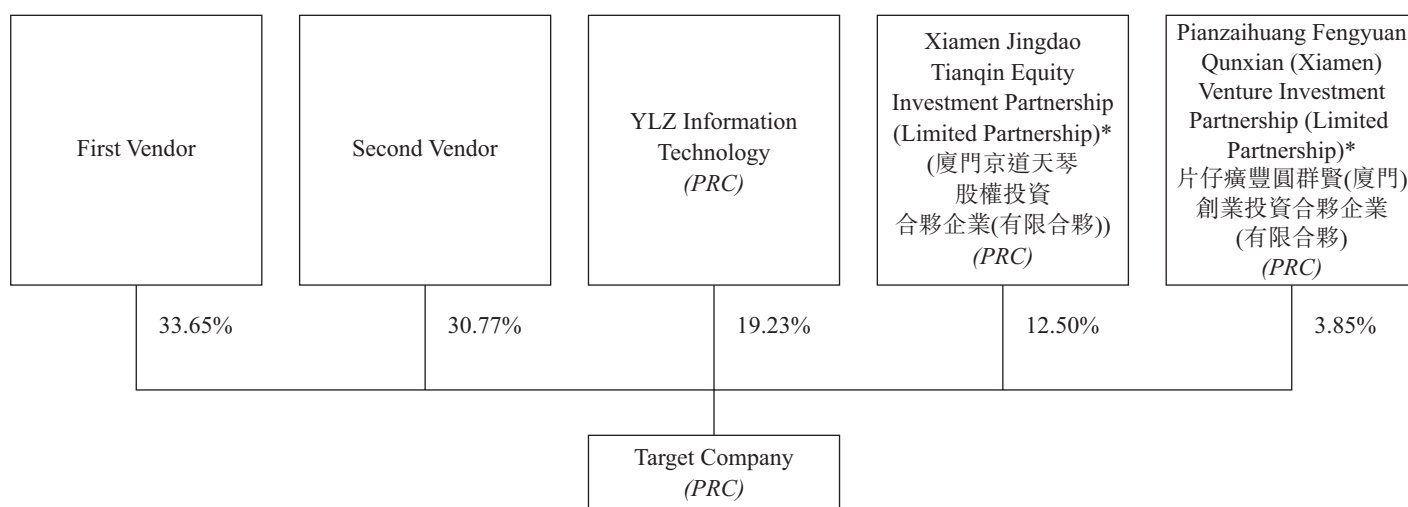 First Vendor
Second Vendor
YLZ Information
Technology
(PRC)
Xiamen Jingdao
Tianqin Equity
Investment Partnership
(Limited Partnership)*
(廈門京道天琴
股權投資
合夥企業(有限合夥))
(PRC)
Pianzaihuang Fengyuan
Qunxian (Xiamen)
Venture Investment
Partnership (Limited
Partnership)*
片仔癀豐圓群賢(廈門)
創業投資合夥企業
(有限合夥)
(PRC)
33.65%
30.77%
19.23%
12.50%
3.85%
Target Company
(PRC)